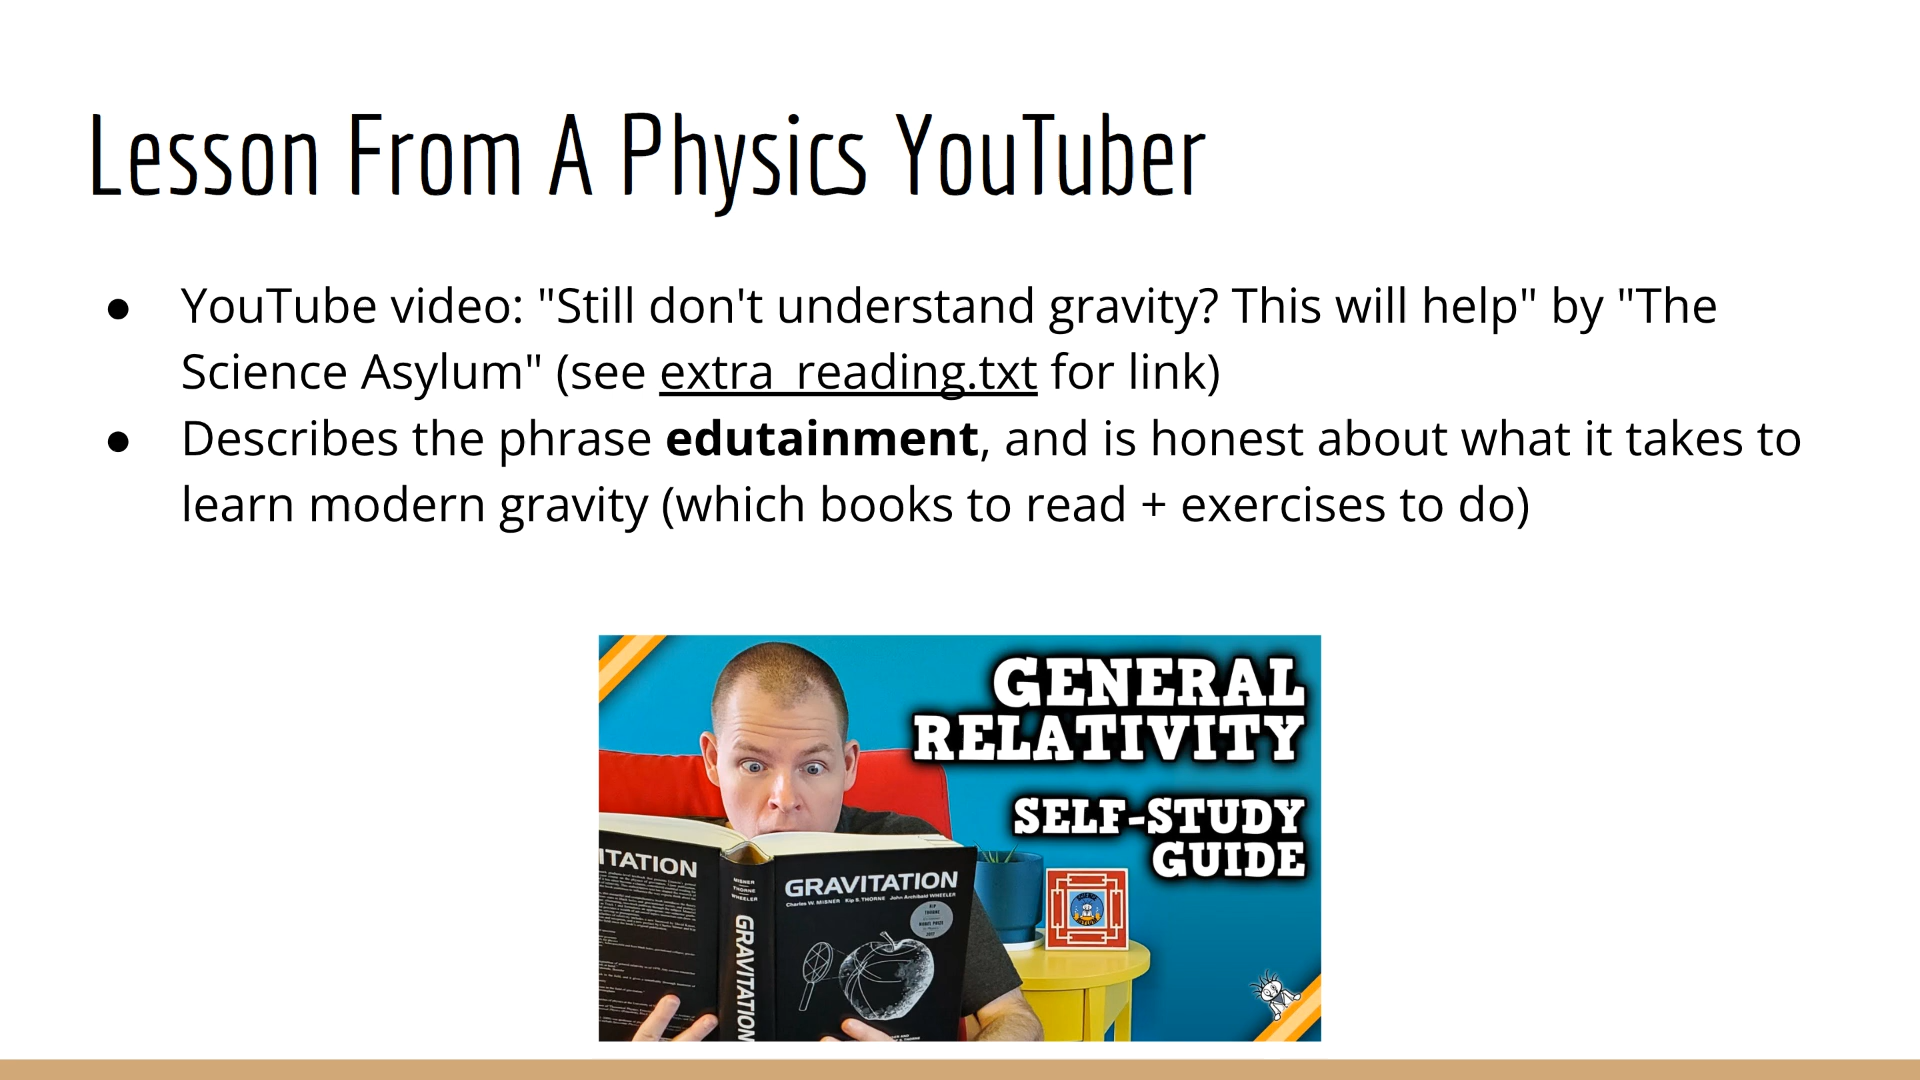 Lesson From A Physics YouTuber
● YouTube video: "Still don't understand gravity? This will help" by "The
Science Asylum" (see extra_reading.txt for link)
● Describes the phrase edutainment, and is honest about what it takes to
learn modern gravity (which books to read + exercises to do)
GENERAL
RELATIVITY
SELF-STUDY
GUIDE
ITATION
MISNER
THORNE
WHEELER
GRAVITATION
GRAVITATION
Charles W. MISNER Kip S. THORNE John Archibald WHEELER